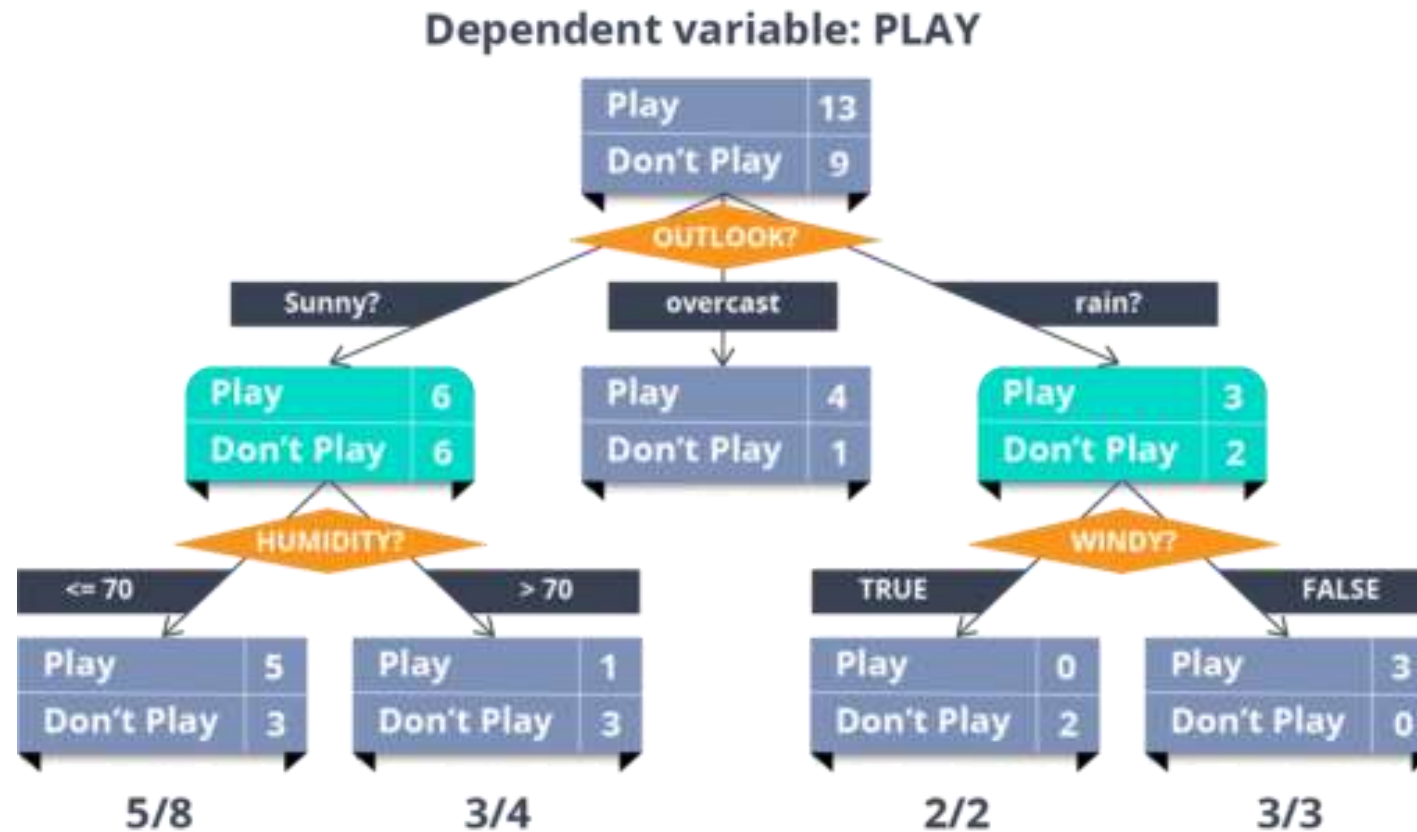 Dependent variable: PLAY
Play 13
Don't Play 9
OUTLOOK?
Sunny? overcast rain?
Play 6 Play 4 Play 3
Don't Play 6 Don't Play 1 Don't Play 2
HUMIDITY? WINDY?
<= 70 > 70 TRUE FALSE
Play 5 Play 1 Play 0 Play 3
Don't Play 3 Don't Play 3 Don't Play 2 Don't Play 0
5/8 3/4 2/2 3/3